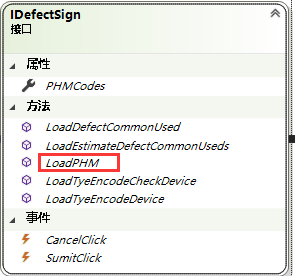 IDefectSign
接口
属性
PHMCodes
方法
LoadDefectCommonUsed
LoadEstimateDefectCommonUseds
LoadPHM
LoadTyeEncodeCheckDevice
LoadTyeEncodeDevice
事件
CancelClick
SumitClick